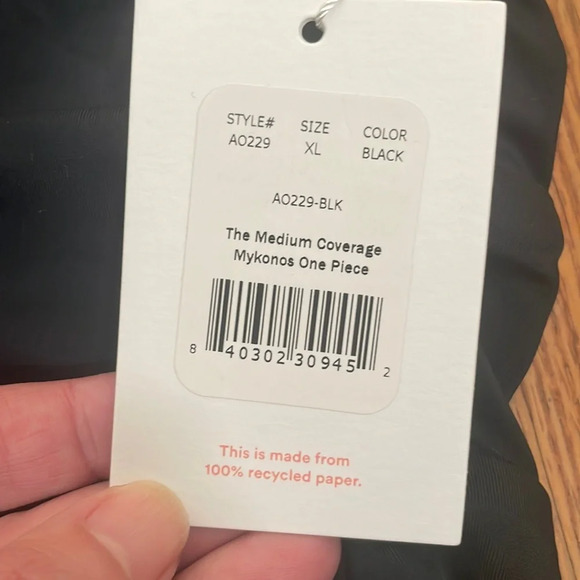 STYLE# SIZE COLOR
AO229 XL BLACK
AO229-BLK
The Medium Coverage
Mykonos One Piece
8 40302 30945 2
This is made from
100% recycled paper.